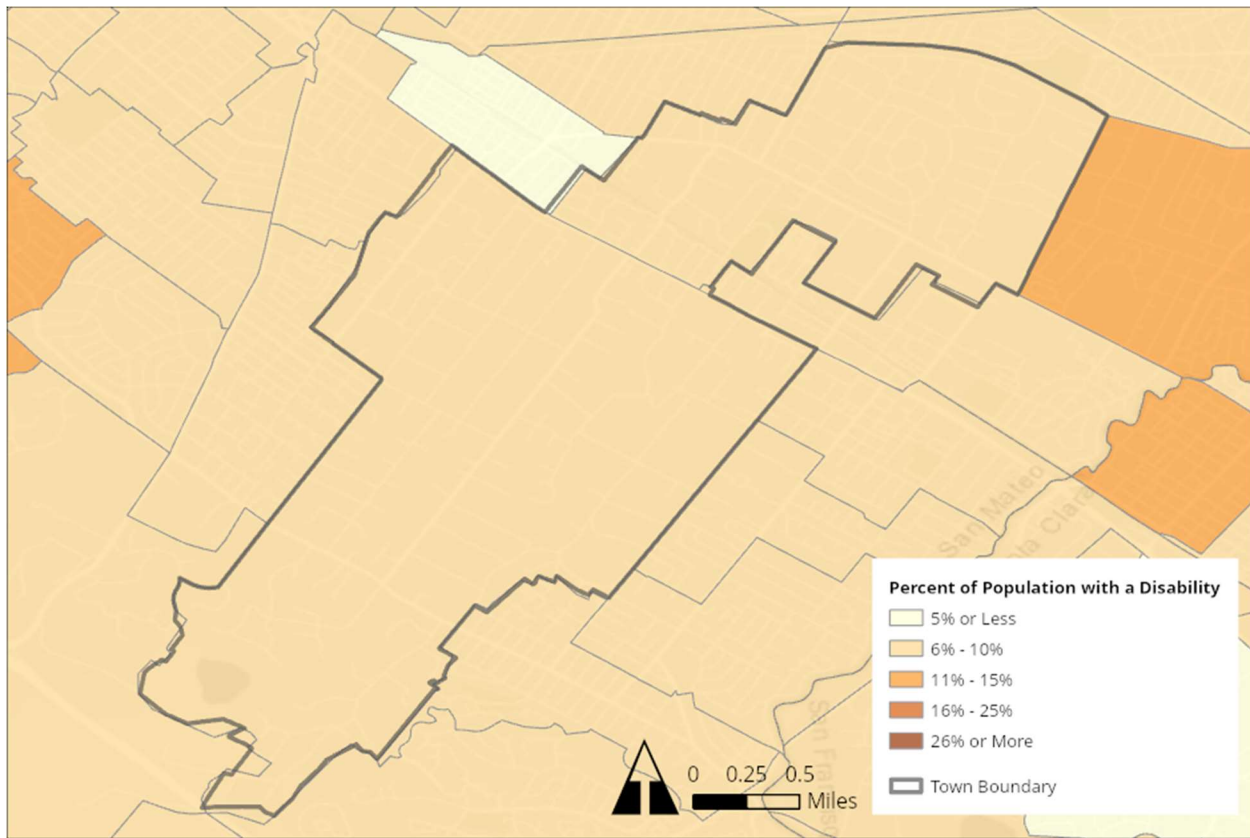 San Mateo
Santa Clara
Percent of Population with a Disability
5% or Less
6% - 10%
11% - 15%
16% - 25%
26% or More
Town Boundary
0 0.25 0.5
Miles